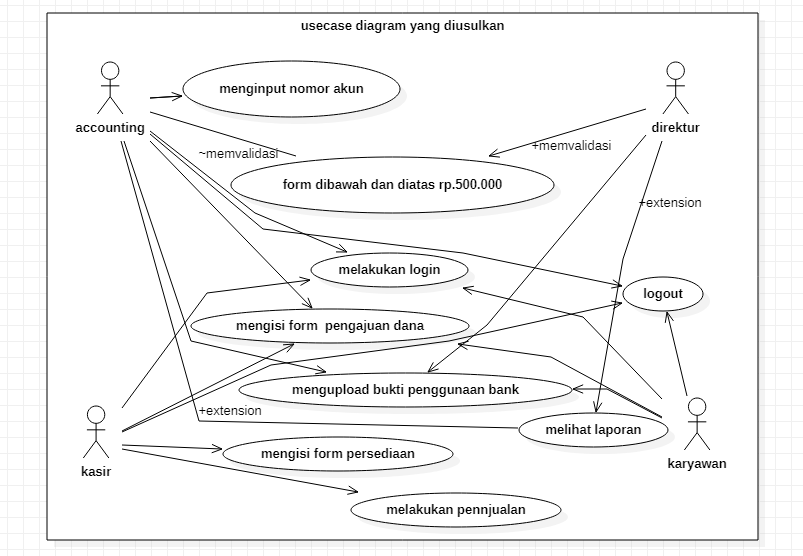 usecase diagram yang diusulkan
menginput nomor akun
accounting
direktur
~memvalidasi
+memvalidasi
form dibawah dan diatas rp.500.000
+extension
melakukan login
logout
mengisi form  pengajuan dana
mengupload bukti penggunaan bank
+extension
melihat laporan
mengisi form persediaan
kasir
karyawan
melakukan pennjualan